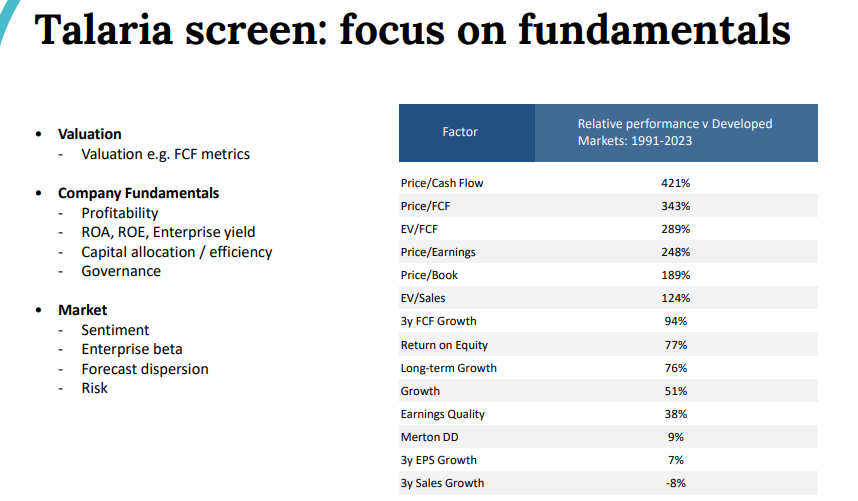 Talaria screen: focus on fundamentals
• Valuation
- Valuation e.g. FCF metrics
• Company Fundamentals
- Profitability
- ROA, ROE, Enterprise yield
- Capital allocation / efficiency
- Governance
• Market
- Sentiment
- Enterprise beta
- Forecast dispersion
- Risk
Factor
Relative performance v Developed
Markets: 1991-2023
Price/Cash Flow 421%
Price/FCF 343%
EV/FCF 289%
Price/Earnings 248%
Price/Book 189%
EV/Sales 124%
3y FCF Growth 94%
Return on Equity 77%
Long-term Growth 76%
Growth 51%
Earnings Quality 38%
Merton DD 9%
3y EPS Growth 7%
3y Sales Growth -8%